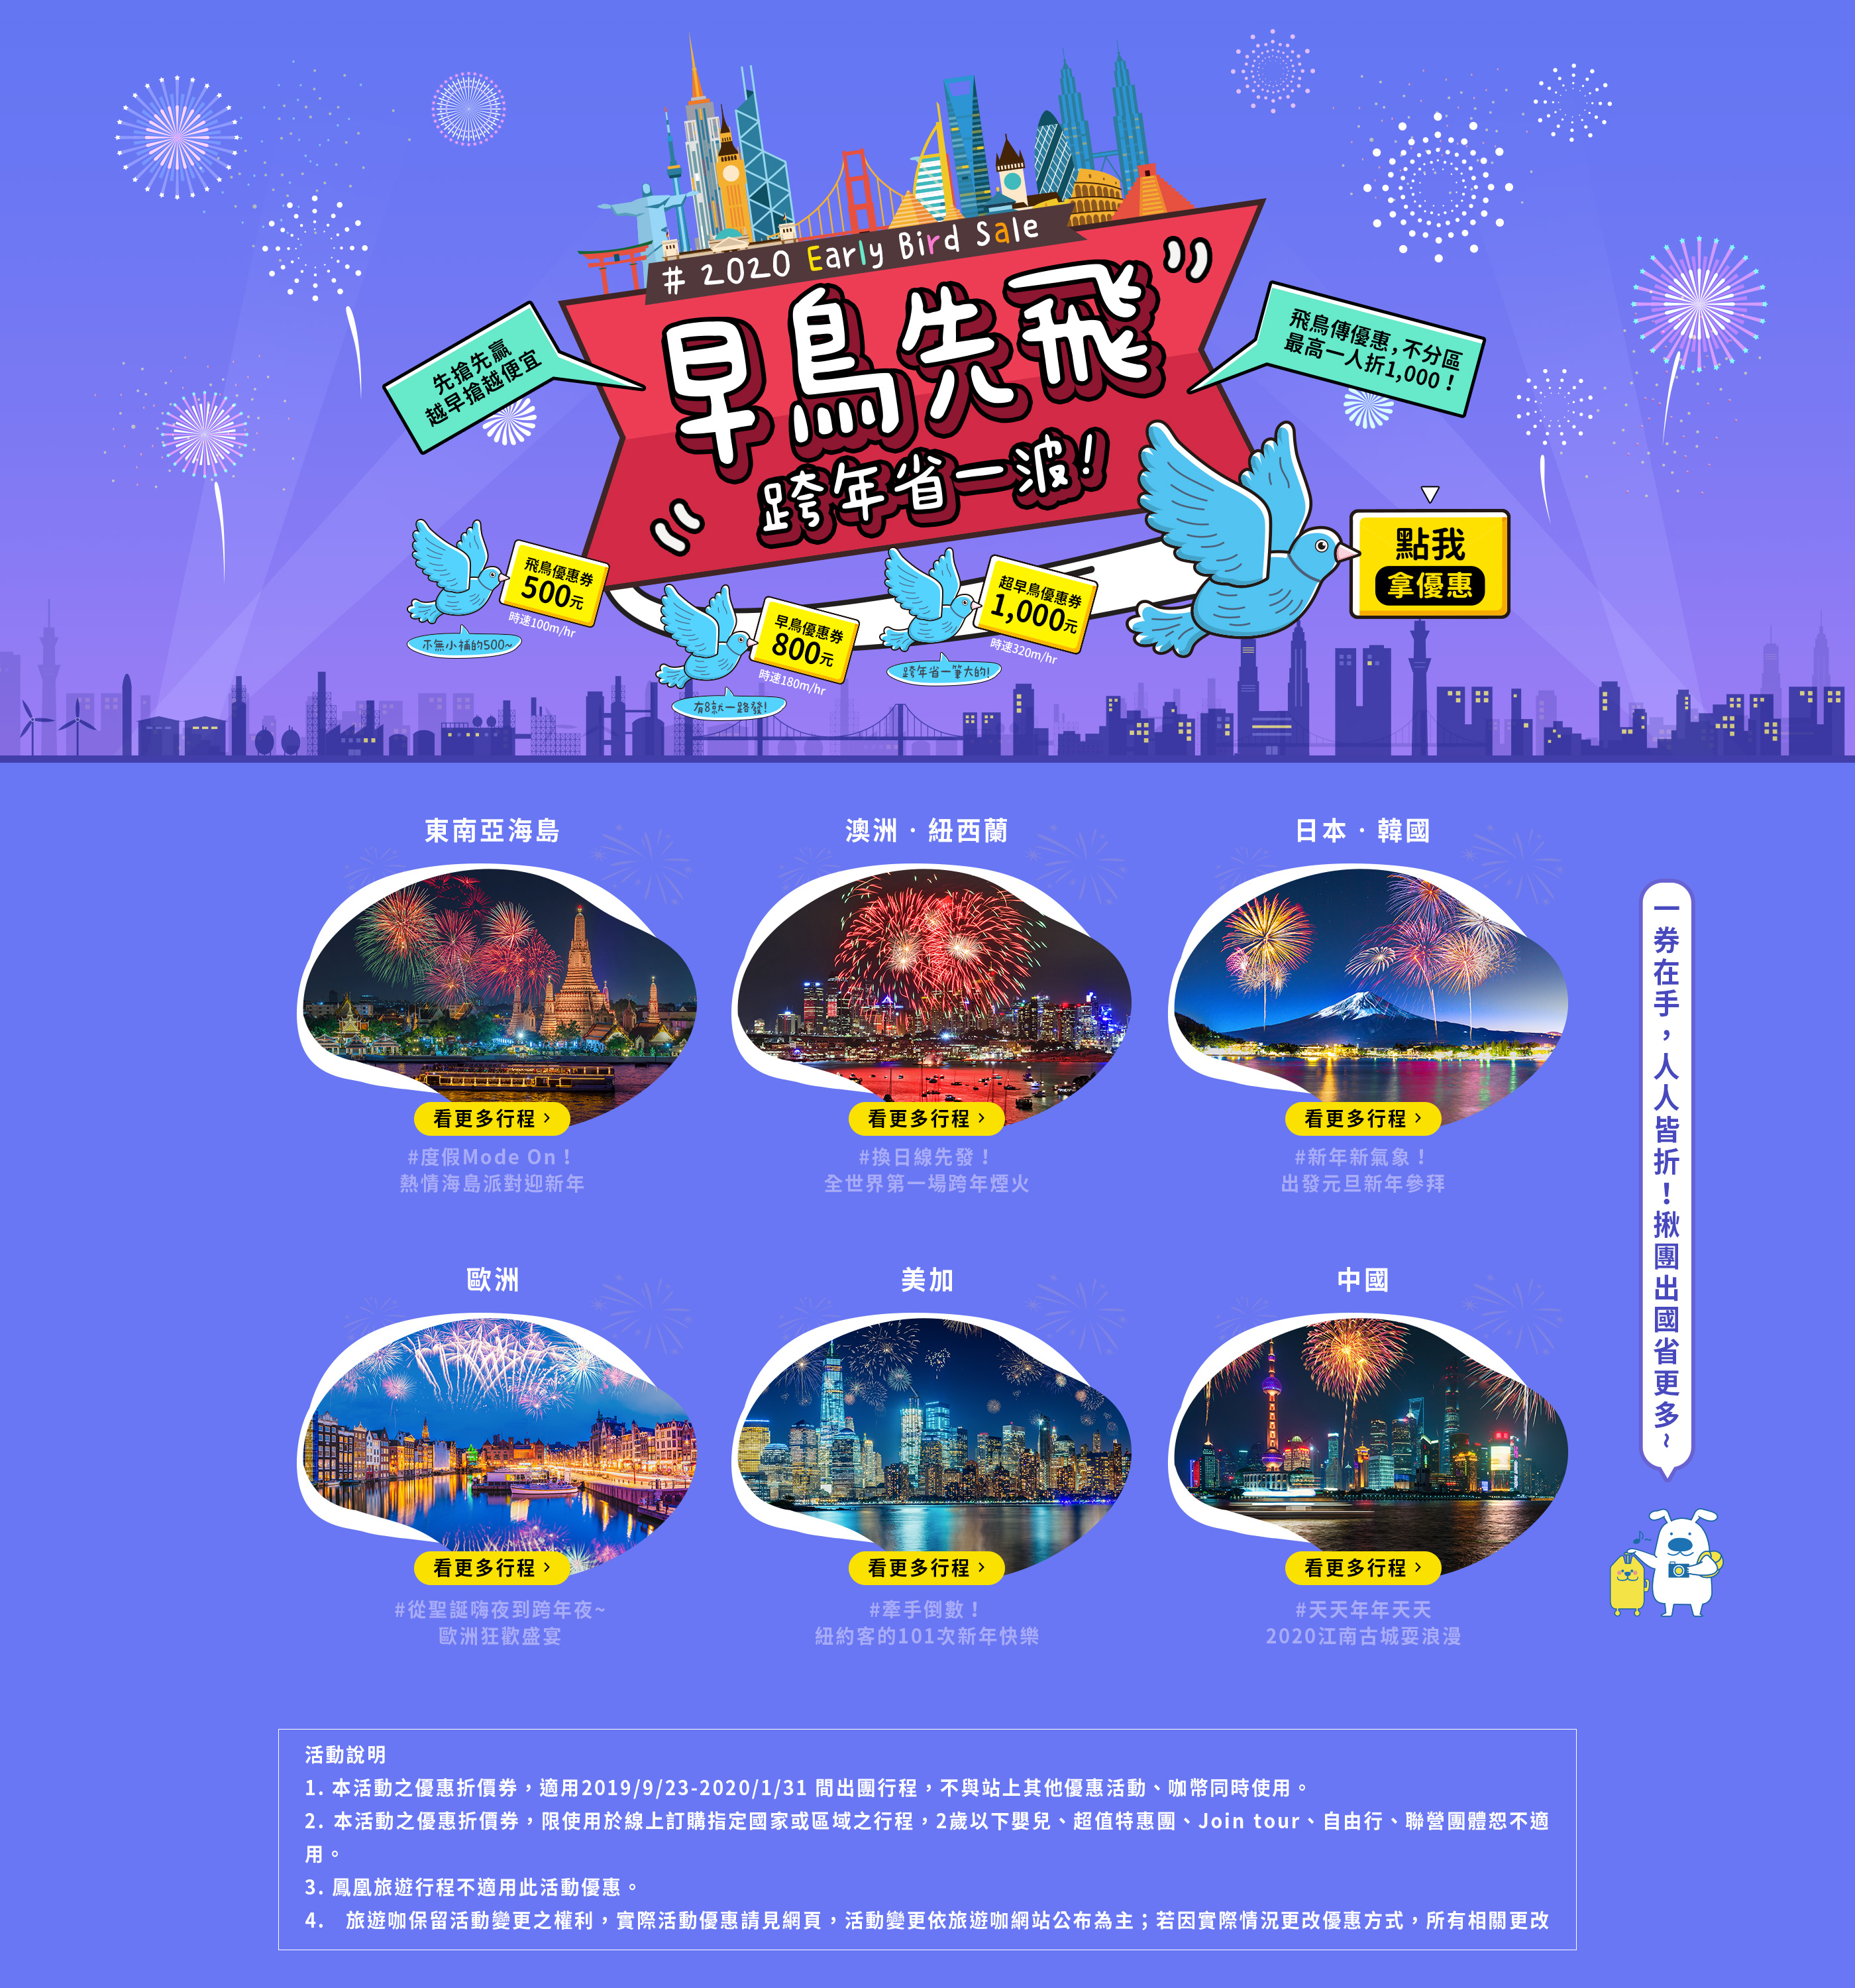 # 2020 Early Bird Sale
早鳥先飛
跨年省一波!
先搶先贏
越早搶越便宜
飛鳥傳優惠,不分區
最高一人折1,000!
飛鳥優惠券
500元
時速100m/hr
不無小補的500~
早鳥優惠券
800元
時速180m/hr
有8就一路發!
超早鳥優惠券
1,000元
時速320m/hr
跨年省一筆大的!
點我
拿優惠
東南亞海島
看更多行程 >
#度假Mode On!
熱情海島派對迎新年
澳洲‧紐西蘭
看更多行程 >
#換日線先發!
全世界第一場跨年煙火
日本‧韓國
看更多行程 >
#新年新氣象!
出發元旦新年參拜
歐洲
看更多行程 >
#從聖誕嗨夜到跨年夜~
歐洲狂歡盛宴
美加
看更多行程 >
#牽手倒數!
紐約客的101次新年快樂
中國
看更多行程 >
#天天年年天天
2020江南古城耍浪漫
一券在手,人人皆折!揪團出國省更多~
活動說明
1. 本活動之優惠折價券,適用2019/9/23-2020/1/31 間出團行程,不與站上其他優惠活動、咖幣同時使用。
2. 本活動之優惠折價券,限使用於線上訂購指定國家或區域之行程,2歲以下嬰兒、超值特惠團、Join tour、自由行、聯營團體恕不適
用。
3. 鳳凰旅遊行程不適用此活動優惠。
4. 旅遊咖保留活動變更之權利,實際活動優惠請見網頁,活動變更依旅遊咖網站公布為主;若因實際情況更改優惠方式,所有相關更改